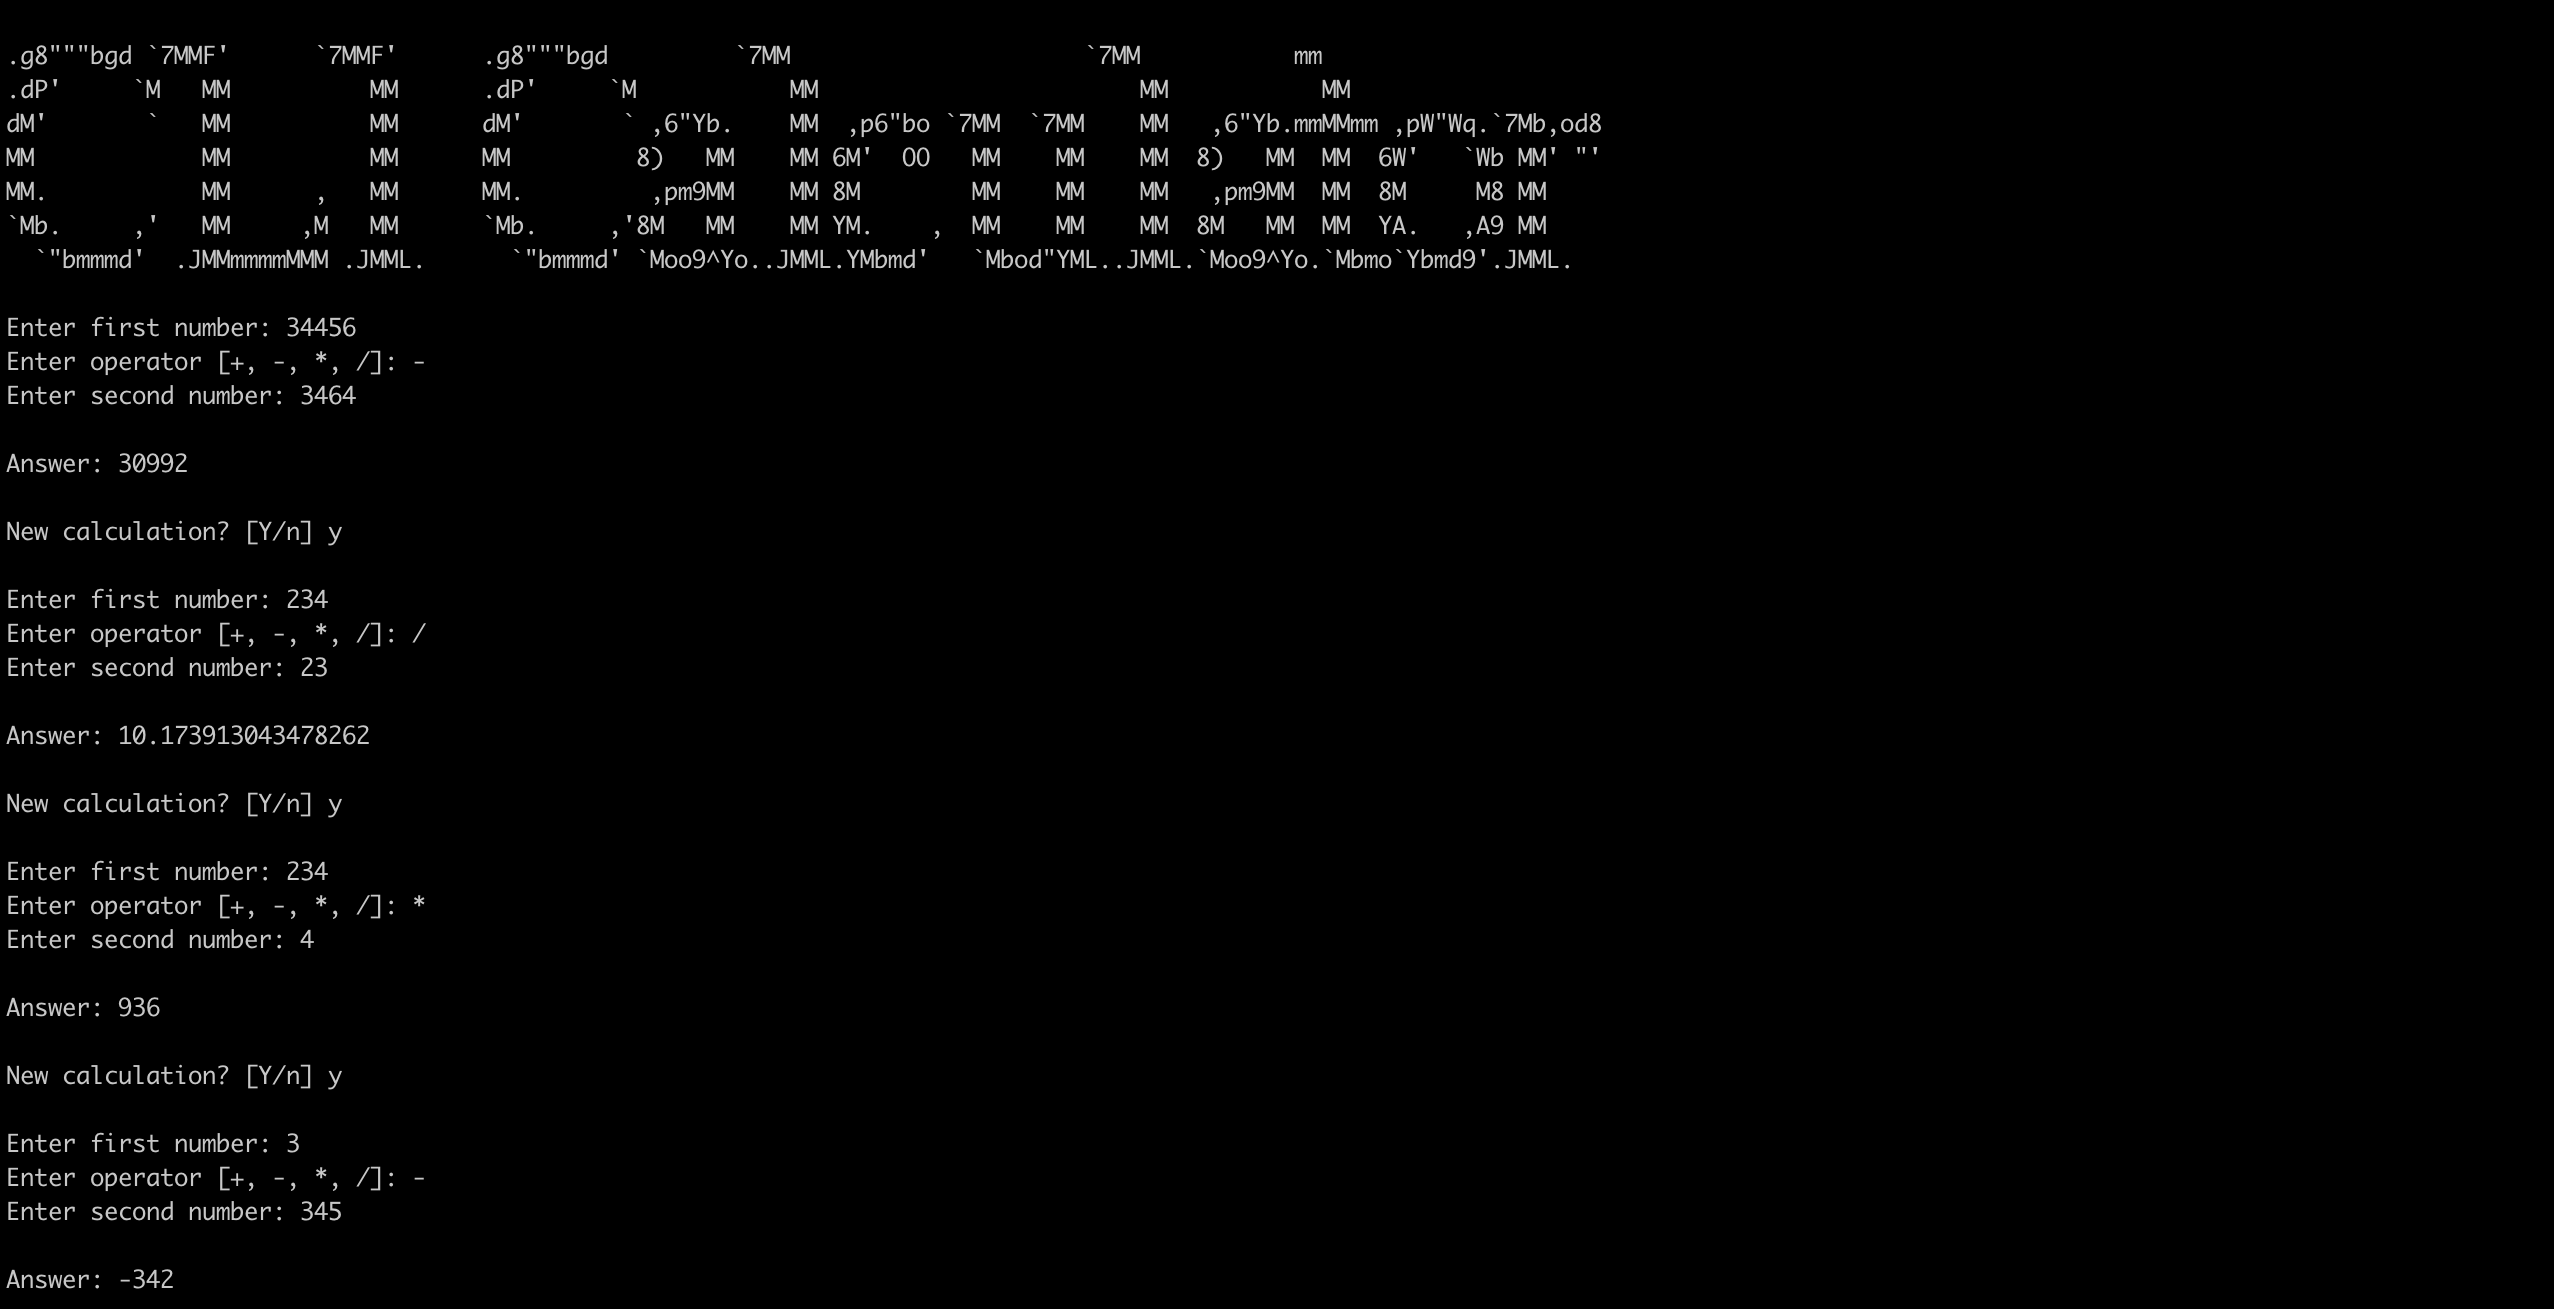 .g8"""bgd `7MMF'      `7MMF'      .g8"""bgd         `7MM                     `7MM           mm
.dP'     `M   MM          MM      .dP'     `M           MM                       MM           MM
dM'       `   MM          MM      dM'       ` ,6"Yb.    MM  ,p6"bo `7MM  `7MM    MM   ,6"Yb.mmMMmm ,pW"Wq.`7Mb,od8
MM            MM          MM      MM         8)   MM    MM 6M'  OO   MM    MM    MM  8)   MM  MM  6W'   `Wb MM' "'
MM.           MM      ,   MM      MM.         ,pm9MM    MM 8M        MM    MM    MM   ,pm9MM  MM  8M     M8 MM
`Mb.     ,'   MM     ,M   MM      `Mb.     ,'8M   MM    MM YM.    ,  MM    MM    MM  8M   MM  MM  YA.   ,A9 MM
  `"bmmmd'  .JMMmmmmMMM .JMML.      `"bmmmd' `Moo9^Yo..JMML.YMbmd'   `Mbod"YML..JMML.`Moo9^Yo.`Mbmo`Ybmd9'.JMML.
Enter first number: 34456
Enter operator [+, -, *, /]: -
Enter second number: 3464
Answer: 30992
New calculation? [Y/n] y
Enter first number: 234
Enter operator [+, -, *, /]: /
Enter second number: 23
Answer: 10.173913043478262
New calculation? [Y/n] y
Enter first number: 234
Enter operator [+, -, *, /]: *
Enter second number: 4
Answer: 936
New calculation? [Y/n] y
Enter first number: 3
Enter operator [+, -, *, /]: -
Enter second number: 345
Answer: -342